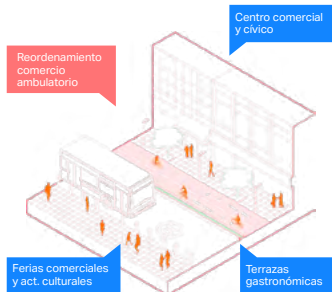 Centro comercial
y cívico
Reordenamiento
comercio
ambulatorio
Ferias comerciales
y act. culturales
Terrazas
gastronómicas